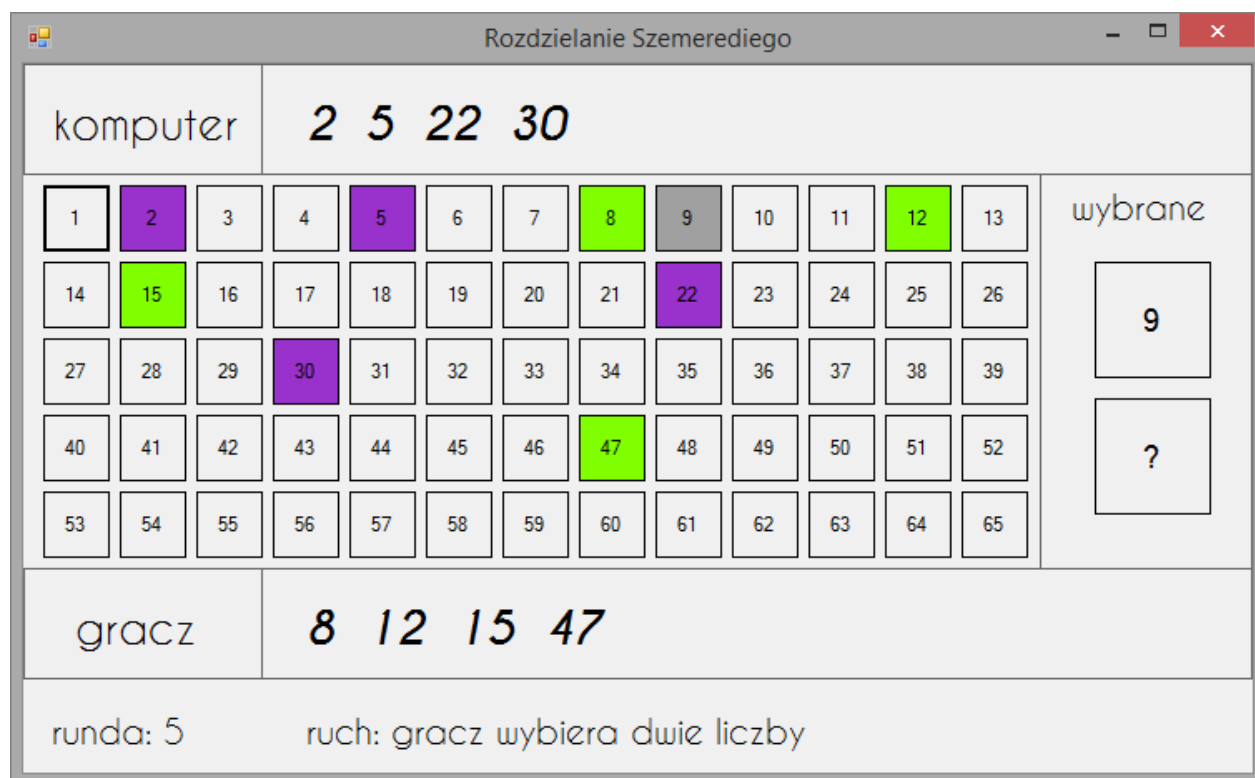 Rozdzielanie Szemerediego
komputer 2 5 22 30
1 2 3 4 5 6 7 8 9 10 11 12 13
14 15 16 17 18 19 20 21 22 23 24 25 26
27 28 29 30 31 32 33 34 35 36 37 38 39
40 41 42 43 44 45 46 47 48 49 50 51 52
53 54 55 56 57 58 59 60 61 62 63 64 65
wybrane
9
?
gracz 8 12 15 47
runda: 5 ruch: gracz wybiera dwie liczby